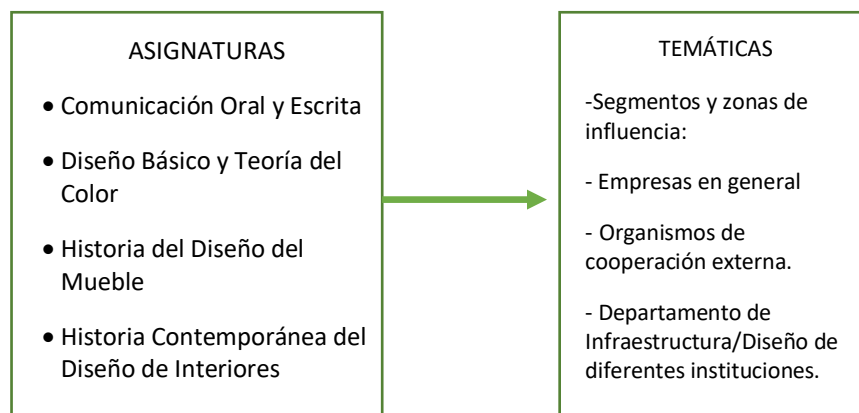 ASIGNATURAS
• Comunicación Oral y Escrita
• Diseño Básico y Teoría del
Color
• Historia del Diseño del
Mueble
• Historia Contemporánea del
Diseño de Interiores
TEMÁTICAS
-Segmentos y zonas de
influencia:
- Empresas en general
- Organismos de
cooperación externa.
- Departamento de
Infraestructura/Diseño de
diferentes instituciones.